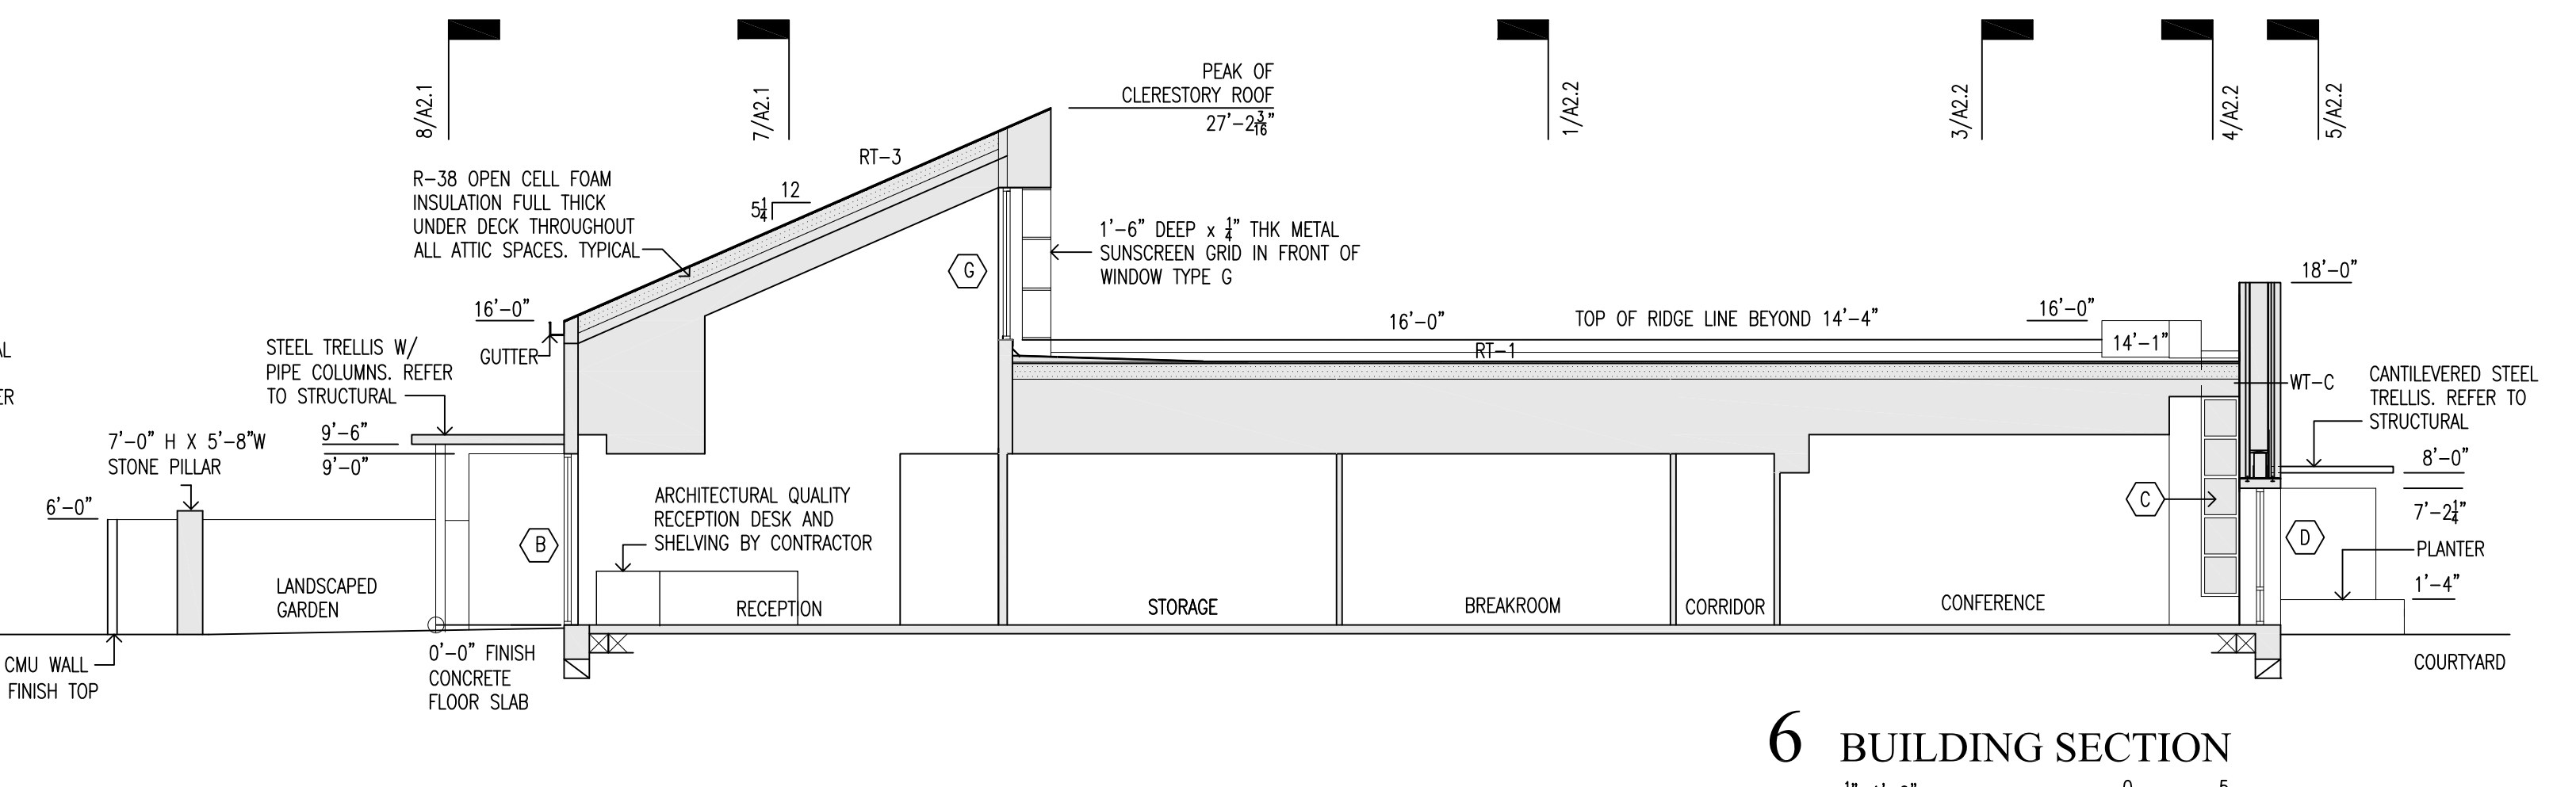 8/A2.1
7/A2.1
1/A2.2
3/A2.2
4/A2.2
5/A2.2
PEAK OF
CLERESTORY ROOF
27'-2 3/16"
RT-3
12
5 1/4
R-38 OPEN CELL FOAM
INSULATION FULL THICK
UNDER DECK THROUGHOUT
ALL ATTIC SPACES. TYPICAL
G
1'-6" DEEP x 1/4" THK METAL
SUNSCREEN GRID IN FRONT OF
WINDOW TYPE G
18'-0"
16'-0"
GUTTER
16'-0"
TOP OF RIDGE LINE BEYOND 14'-4"
16'-0"
14'-1"
RT-1
WT-C
STEEL TRELLIS W/
PIPE COLUMNS. REFER
TO STRUCTURAL
CANTILEVERED STEEL
TRELLIS. REFER TO
STRUCTURAL
7'-0" H X 5'-8"W
STONE PILLAR
9'-6"
9'-0"
8'-0"
7'-2 1/4"
6'-0"
ARCHITECTURAL QUALITY
RECEPTION DESK AND
SHELVING BY CONTRACTOR
B
C
D
PLANTER
1'-4"
LANDSCAPED
GARDEN
RECEPTION
STORAGE
BREAKROOM
CORRIDOR
CONFERENCE
CMU WALL
FINISH TOP
0'-0" FINISH
CONCRETE
FLOOR SLAB
COURTYARD
6 BUILDING SECTION